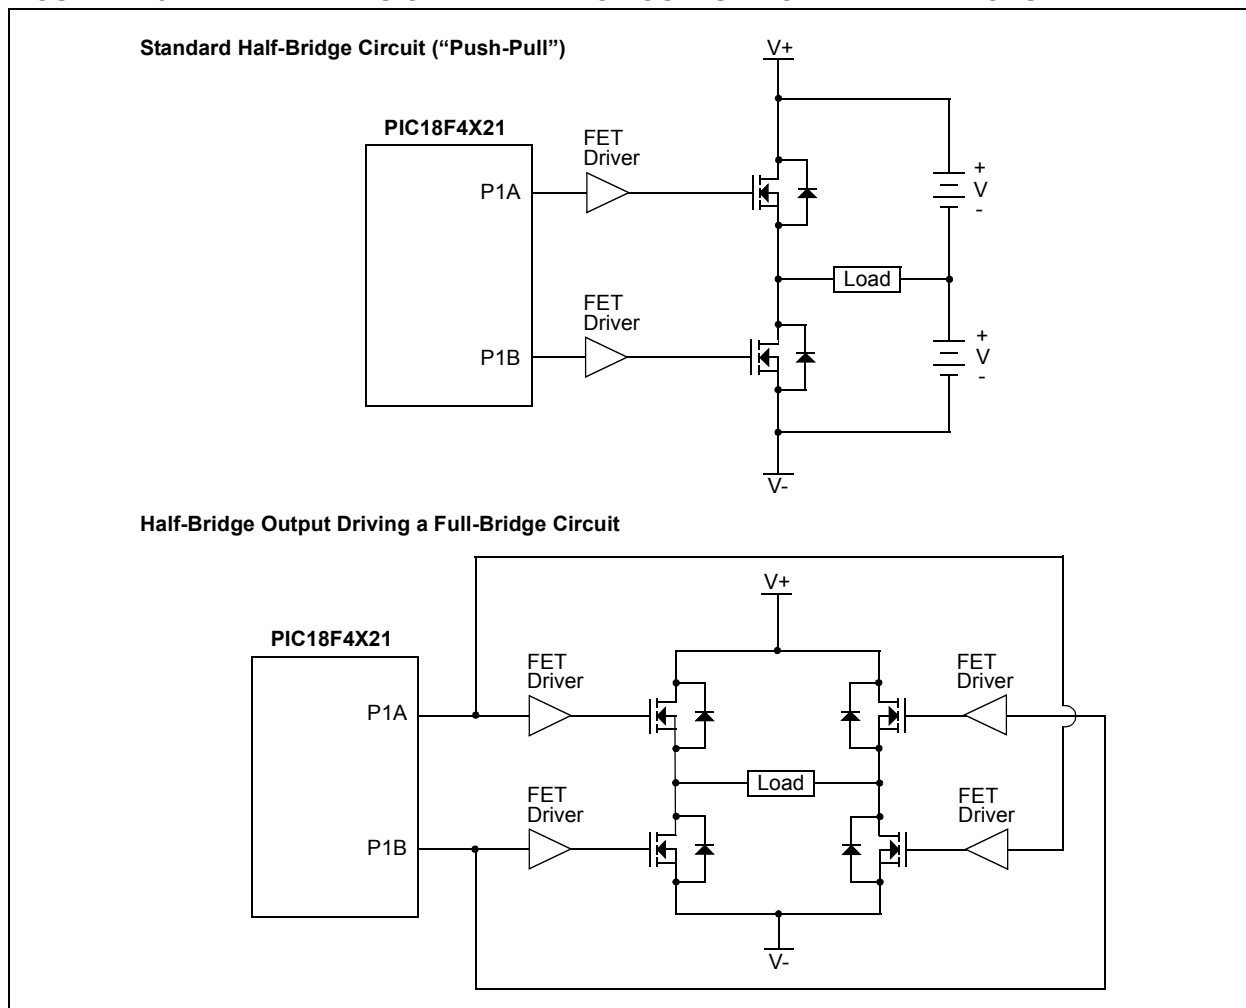 Standard Half-Bridge Circuit (“Push-Pull”)
V+
PIC18F4X21
FET
Driver
P1A
+
V
-
Load
FET
Driver
P1B
+
V
-
V-
Half-Bridge Output Driving a Full-Bridge Circuit
V+
PIC18F4X21
FET
Driver
FET
Driver
P1A
Load
FET
Driver
FET
Driver
P1B
V-